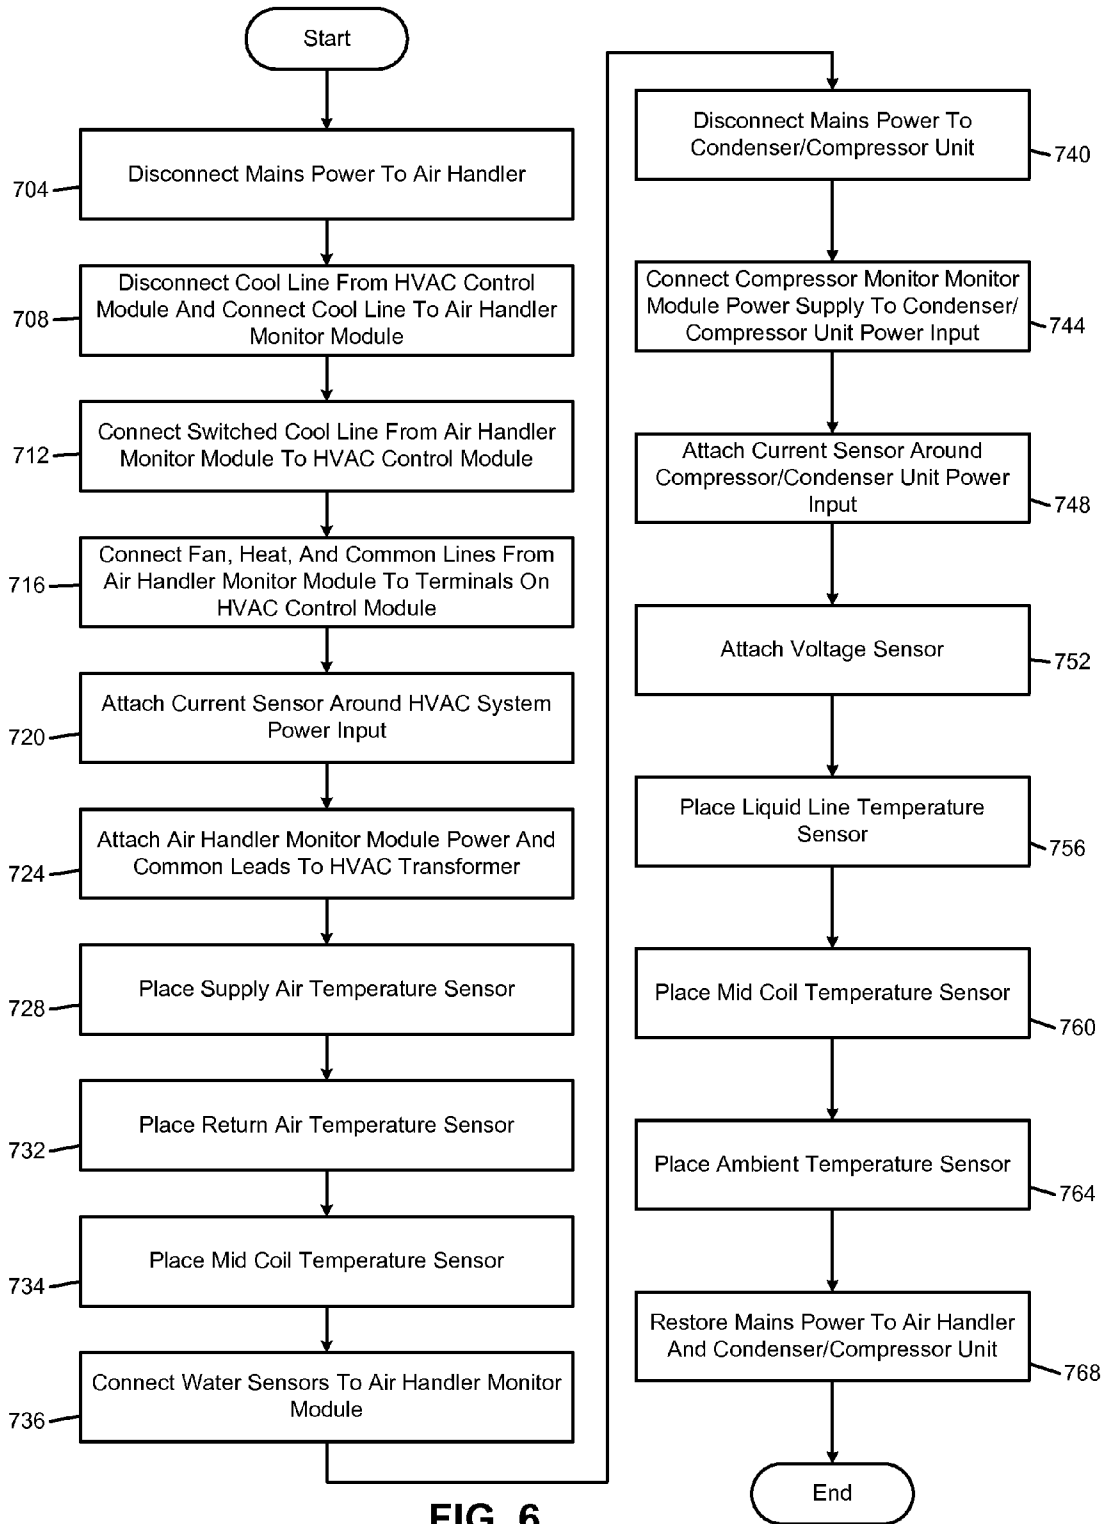 Start
Disconnect Mains Power To Air Handler
704
Disconnect Cool Line From HVAC Control
Module And Connect Cool Line To Air Handler
Monitor Module
708
Connect Switched Cool Line From Air Handler
Monitor Module To HVAC Control Module
712
Connect Fan, Heat, And Common Lines From
Air Handler Monitor Module To Terminals On
HVAC Control Module
716
Attach Current Sensor Around HVAC System
Power Input
720
Attach Air Handler Monitor Module Power And
Common Leads To HVAC Transformer
724
Place Supply Air Temperature Sensor
728
Place Return Air Temperature Sensor
732
Place Mid Coil Temperature Sensor
734
Connect Water Sensors To Air Handler Monitor
Module
736
Disconnect Mains Power To
Condenser/Compressor Unit
740
Connect Compressor Monitor Monitor
Module Power Supply To Condenser/
Compressor Unit Power Input
744
Attach Current Sensor Around
Compressor/Condenser Unit Power
Input
748
Attach Voltage Sensor
752
Place Liquid Line Temperature
Sensor
756
Place Mid Coil Temperature Sensor
760
Place Ambient Temperature Sensor
764
Restore Mains Power To Air Handler
And Condenser/Compressor Unit
768
End
FIG. 6